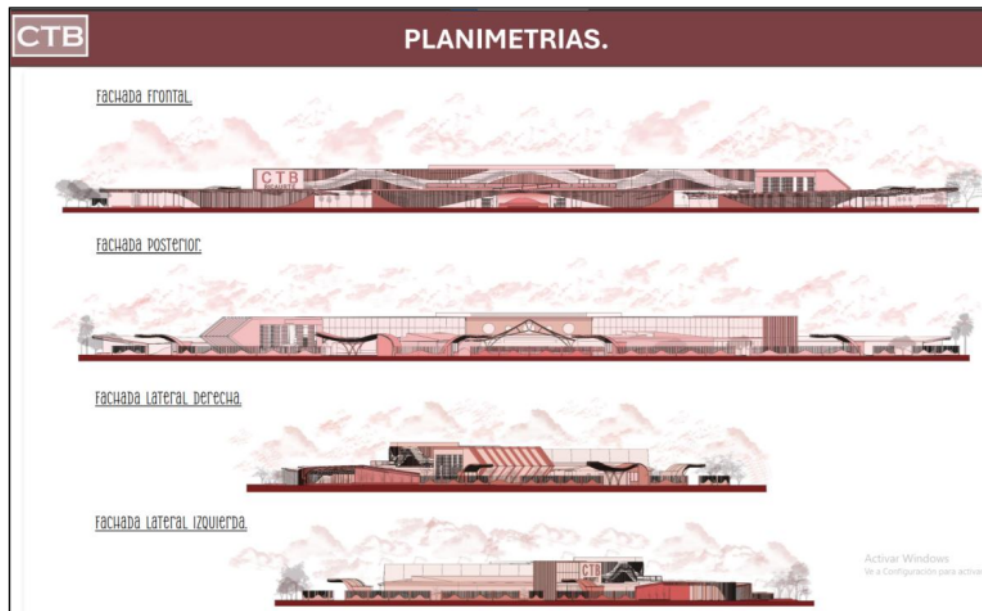 CTB
PLANIMETRIAS.
FACHADA FRONTAL.
CTB
FACHADA POSTERIOR.
FACHADA LATERAL DERECHA.
FACHADA LATERAL IZQUIERDA.
CTB
Activar Windows
Ve a Configuración para activar